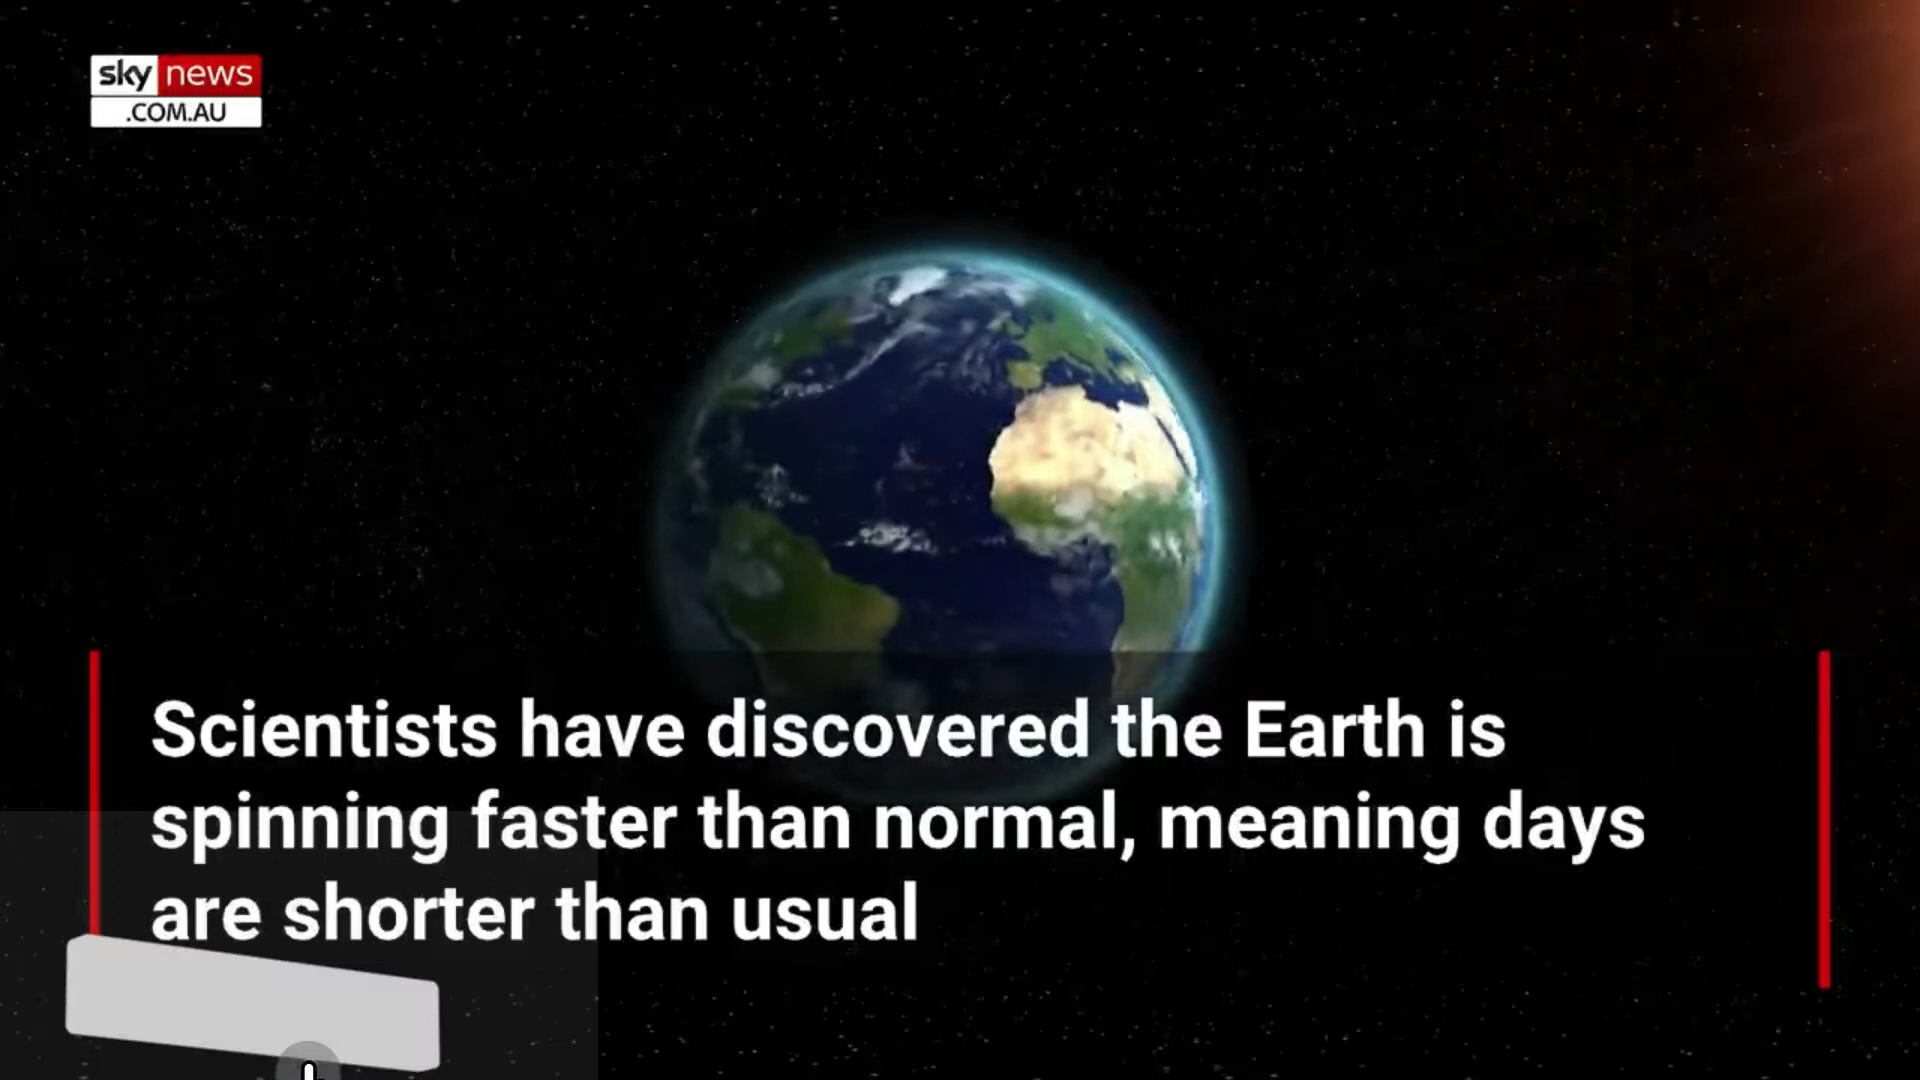 sky news
.COM.AU
Scientists have discovered the Earth is
spinning faster than normal, meaning days
are shorter than usual